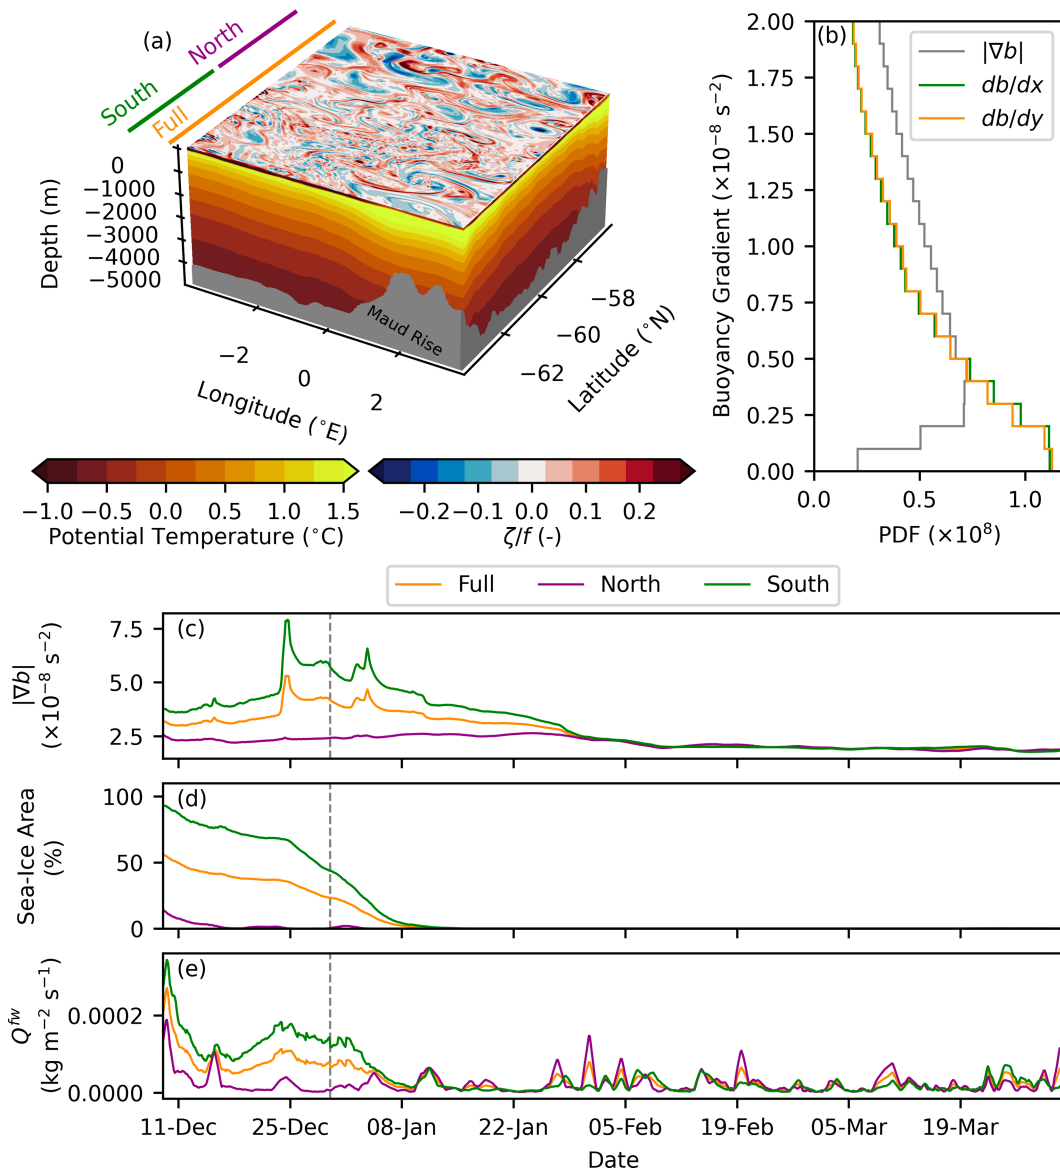 (a)
North
South
Full
0
−1000
−2000
−3000
−4000
−5000
Depth (m)
Maud Rise
−2
0
2
Longitude (°E)
−58
−60
−62
Latitude (°N)
−1.0 −0.5 0.0 0.5 1.0 1.5
Potential Temperature (°C)
−0.2 −0.1 0.0 0.1 0.2
ζ/f (-)
(b)
|∇b|
db/dx
db/dy
2.00
1.75
1.50
1.25
1.00
0.75
0.50
0.25
0.00
Buoyancy Gradient (×10⁻⁸ s⁻²)
0.0 0.5 1.0
PDF (×10⁸)
Full North South
(c)
7.5
5.0
2.5
|∇b|
(×10⁻⁸ s⁻²)
(d)
100
50
0
Sea-Ice Area
(%)
(e)
0.0002
0.0000
Q^{fw}
(kg m⁻² s⁻¹)
11-Dec 25-Dec 08-Jan 22-Jan 05-Feb 19-Feb 05-Mar 19-Mar
Date